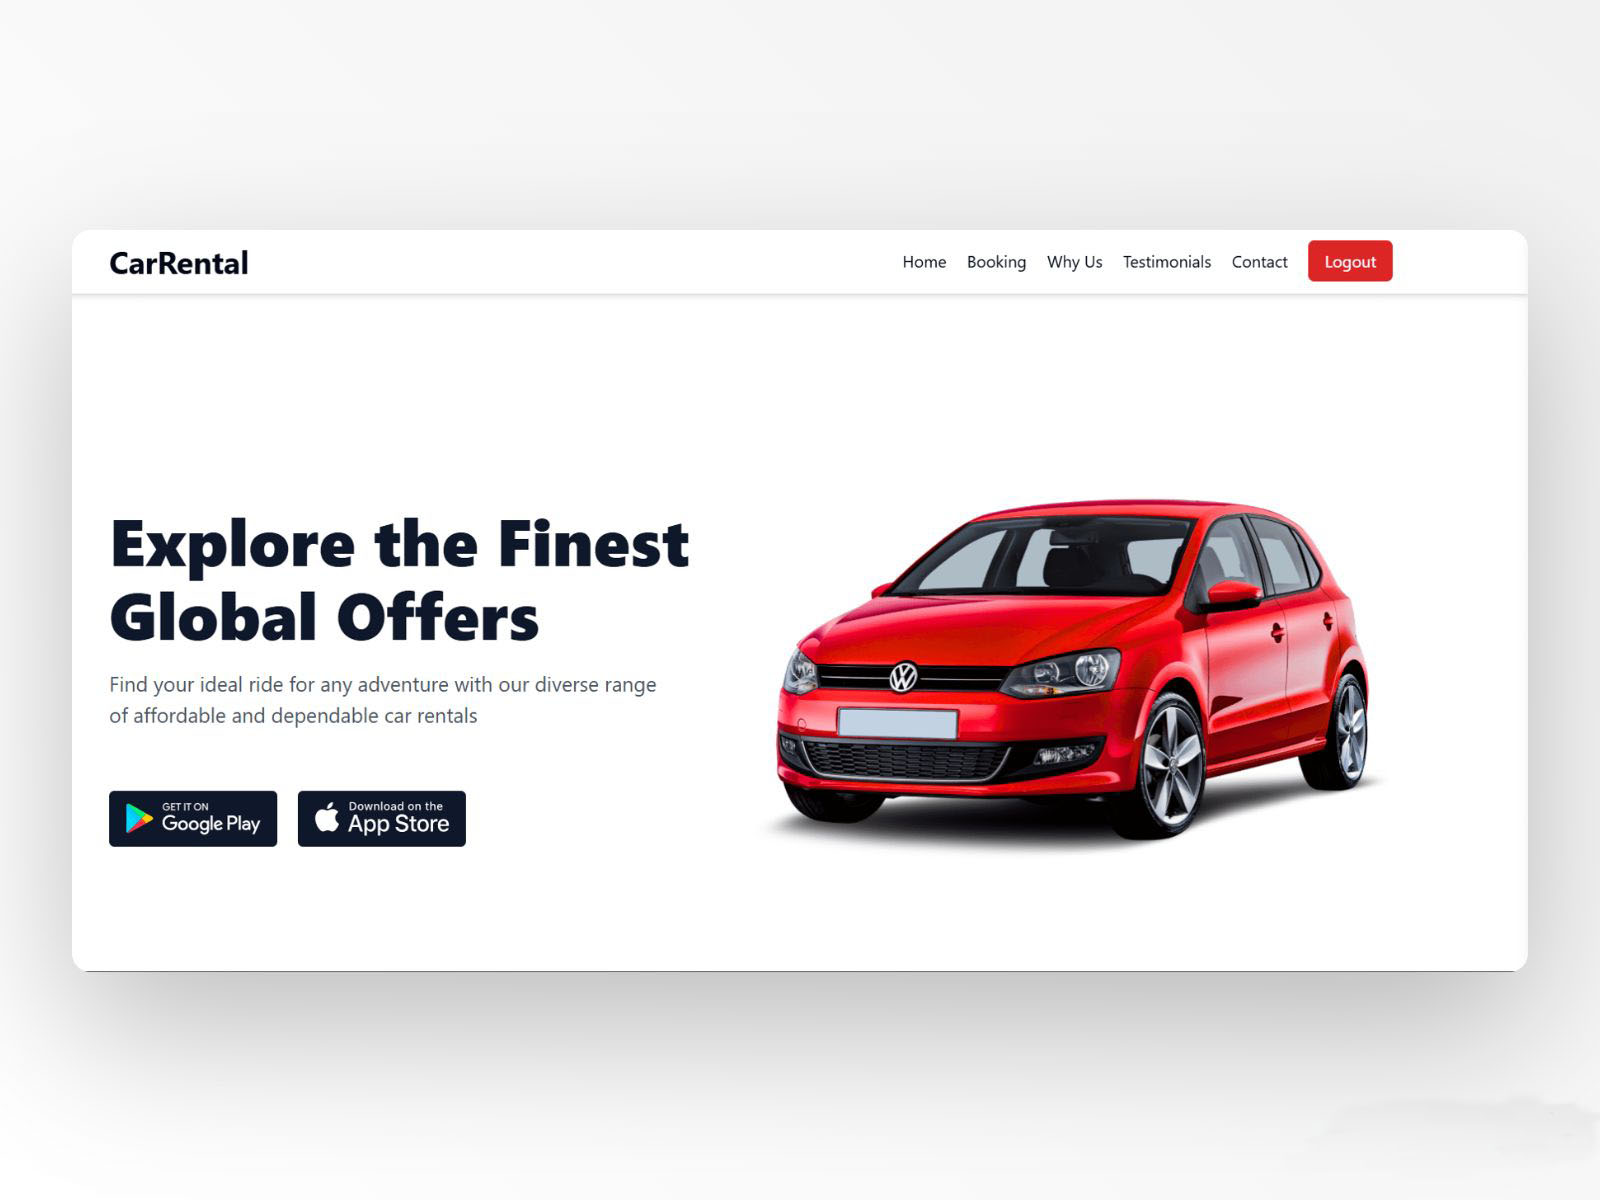 CarRental
Home Booking Why Us Testimonials Contact Logout
Explore the Finest
Global Offers
Find your ideal ride for any adventure with our diverse range
of affordable and dependable car rentals
GET IT ON
Google Play
Download on the
App Store